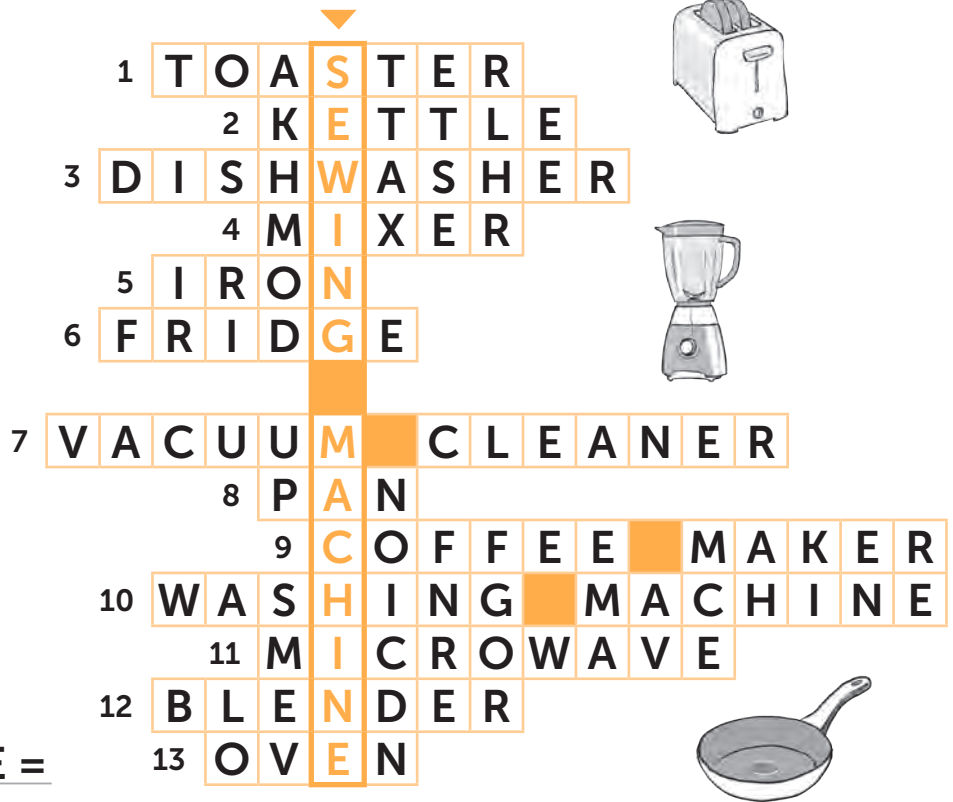 1 TOASTER
2 KETTLE
3 DISHWASHER
4 MIXER
5 IRON
6 FRIDGE
7 VACUUM CLEANER
8 PAN
9 COFFEE MAKER
10 WASHING MACHINE
11 MICROWAVE
12 BLENDER
13 OVEN
E =